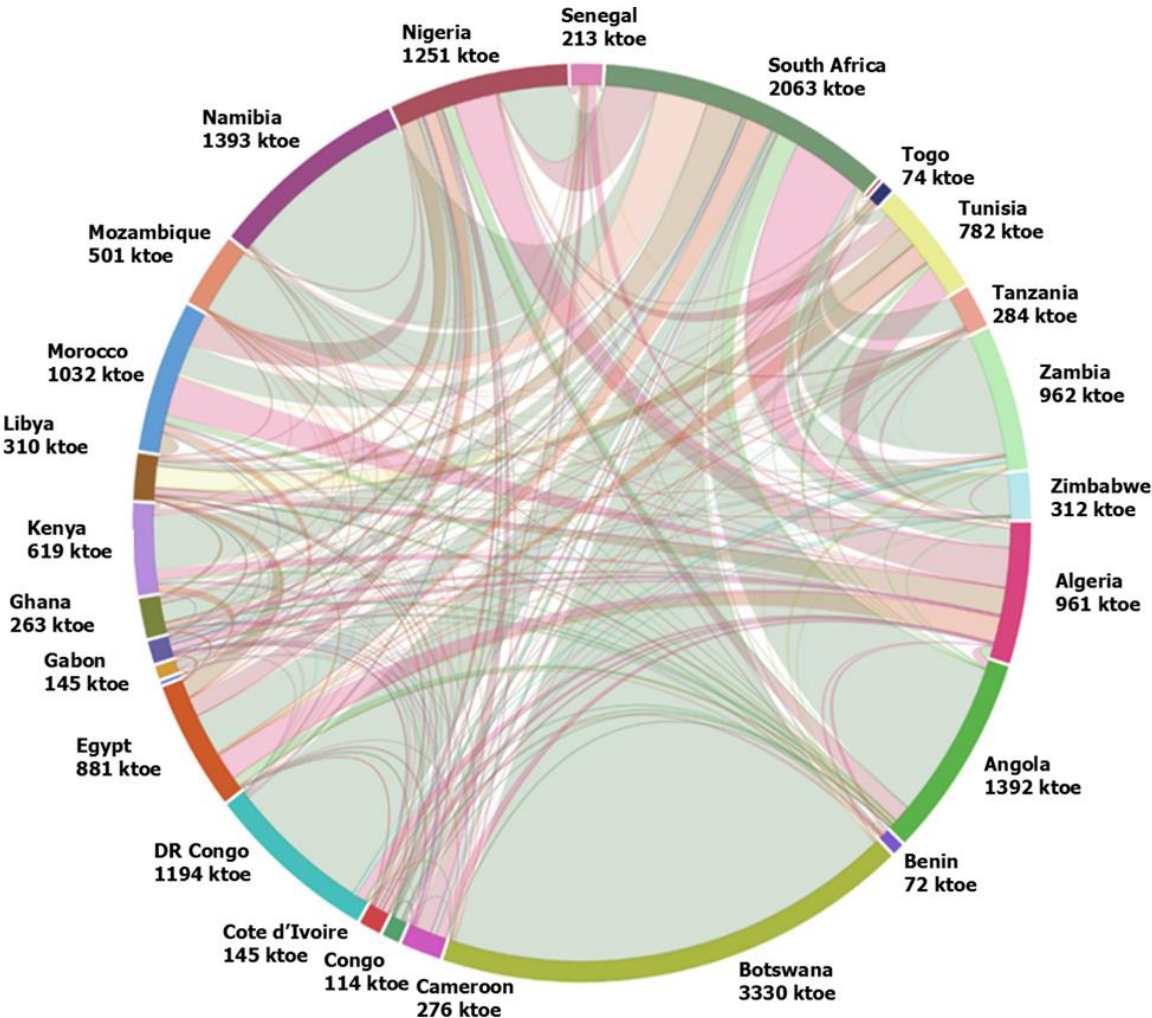 Senegal
213 ktoe
Nigeria
1251 ktoe
South Africa
2063 ktoe
Namibia
1393 ktoe
Togo
74 ktoe
Tunisia
782 ktoe
Mozambique
501 ktoe
Tanzania
284 ktoe
Morocco
1032 ktoe
Zambia
962 ktoe
Libya
310 ktoe
Zimbabwe
312 ktoe
Kenya
619 ktoe
Algeria
961 ktoe
Ghana
263 ktoe
Gabon
145 ktoe
Egypt
881 ktoe
Angola
1392 ktoe
DR Congo
1194 ktoe
Benin
72 ktoe
Cote d’Ivoire
145 ktoe
Congo
114 ktoe
Cameroon
276 ktoe
Botswana
3330 ktoe